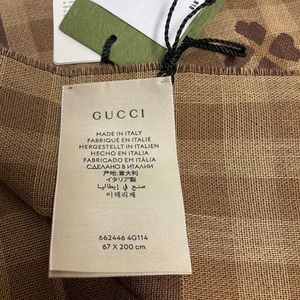 GUCCI
MADE IN ITALY
FABRIQUÉ EN ITALIE
HERGESTELLT IN ITALIEN
HECHO EN ITALIA
FABRICADO EM ITÁLIA
СДЕЛАНО В ИТАЛИИ
产地:意大利
イタリア製
صنع في إيطاليا
이태리제
662446 4G114
67 X 200 cm